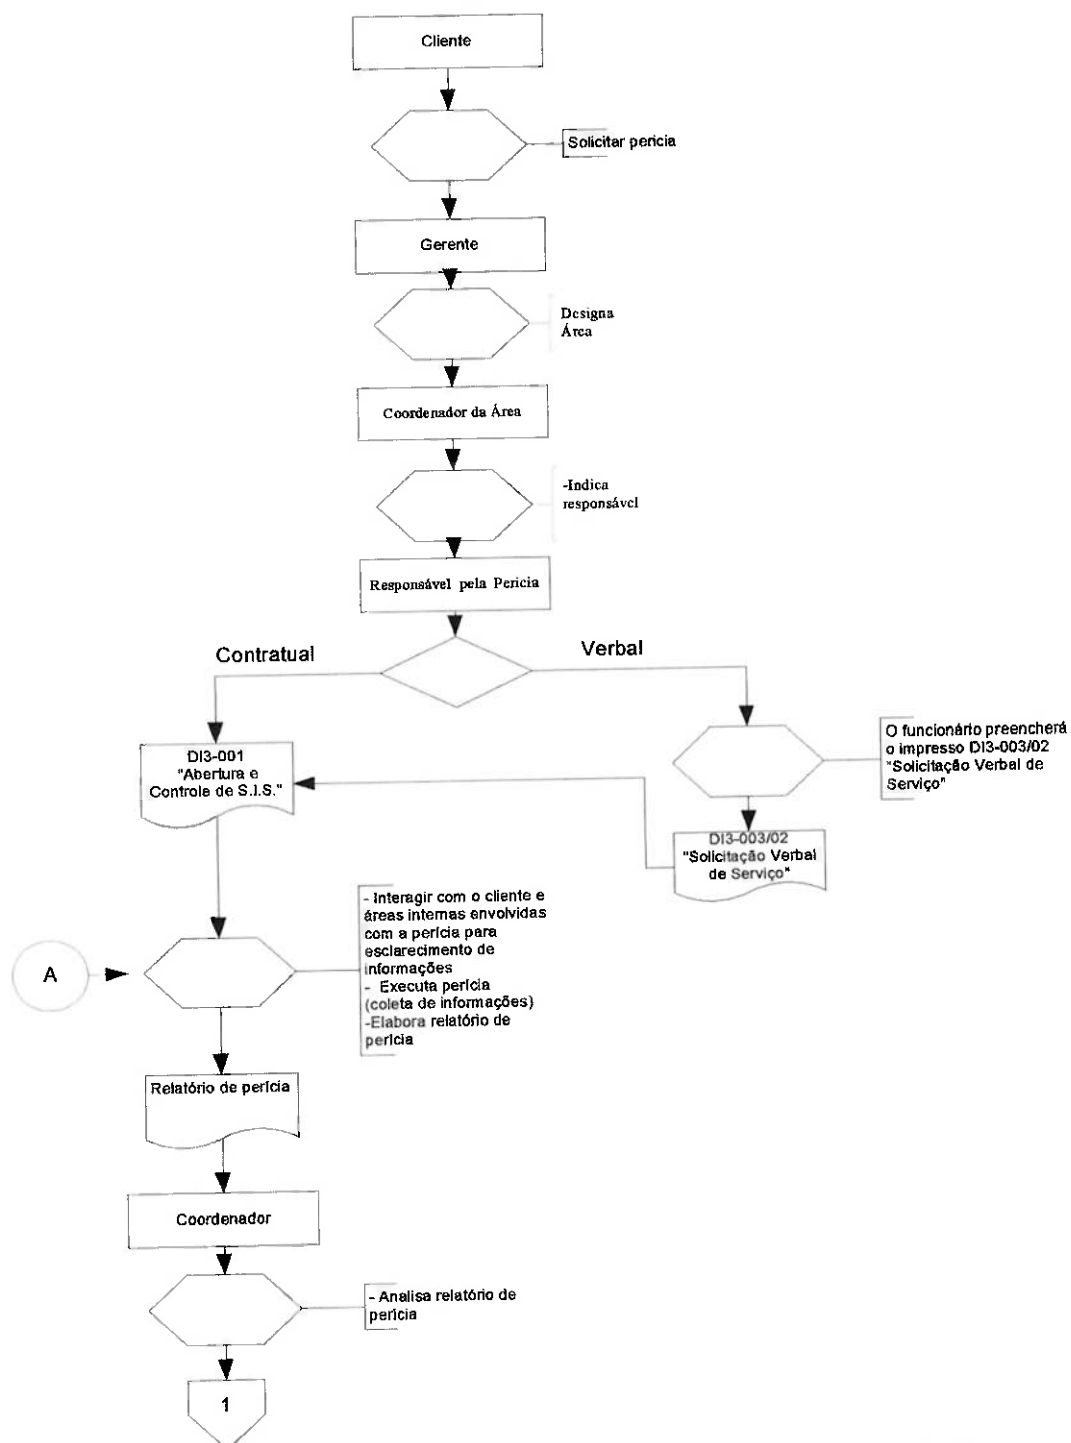 Cliente
Solicitar perícia
Gerente
Designa
Área
Coordenador da Área
-Indica
responsável
Responsável pela Perícia
Contratual
Verbal
DI3-001
"Abertura e
Controle de S.I.S."
O funcionário preencherá
o impresso DI3-003/02
"Solicitação Verbal de
Serviço"
DI3-003/02
"Solicitação Verbal
de Serviço"
- Interagir com o cliente e
áreas internas envolvidas
com a perícia para
esclarecimento de
informações
- Executa perícia
(coleta de informações)
-Elabora relatório de
perícia
A
Relatório de perícia
Coordenador
- Analisa relatório de
perícia
1